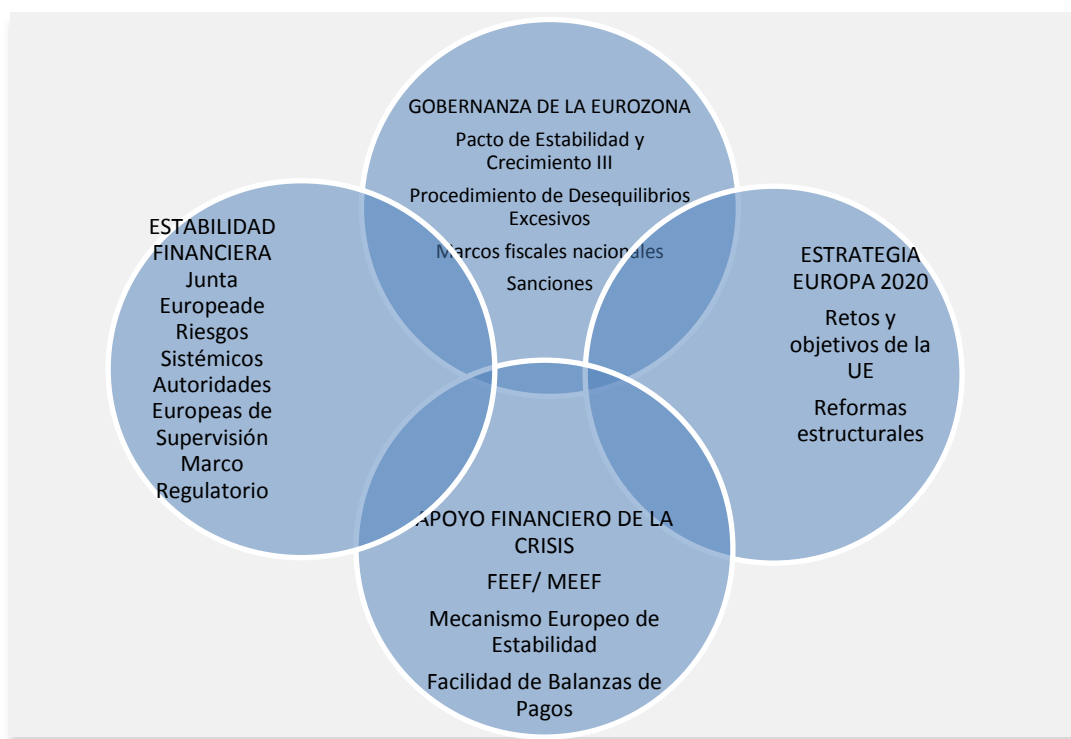 GOBERNANZA DE LA EUROZONA
Pacto de Estabilidad y
Crecimiento III
Procedimiento de Desequilibrios
Excesivos
Marcos fiscales nacionales
Sanciones
ESTABILIDAD
FINANCIERA
Junta
Europeade
Riesgos
Sistémicos
Autoridades
Europeas de
Supervisión
Marco
Regulatorio
ESTRATEGIA
EUROPA 2020
Retos y
objetivos de la
UE
Reformas
estructurales
APOYO FINANCIERO DE LA
CRISIS
FEEF/ MEEF
Mecanismo Europeo de
Estabilidad
Facilidad de Balanzas de
Pagos